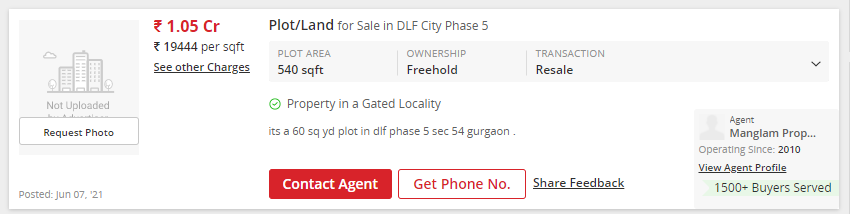 Not Uploaded
Request Photo
Posted: Jun 07, '21
₹ 1.05 Cr
₹ 19444 per sqft
See other Charges
Plot/Land for Sale in DLF City Phase 5
PLOT AREA
540 sqft
OWNERSHIP
Freehold
TRANSACTION
Resale
Property in a Gated Locality
its a 60 sq yd plot in dlf phase 5 sec 54 gurgaon .
Contact Agent
Get Phone No.
Share Feedback
Agent
Manglam Prop...
Operating Since: 2010
View Agent Profile
1500+ Buyers Served